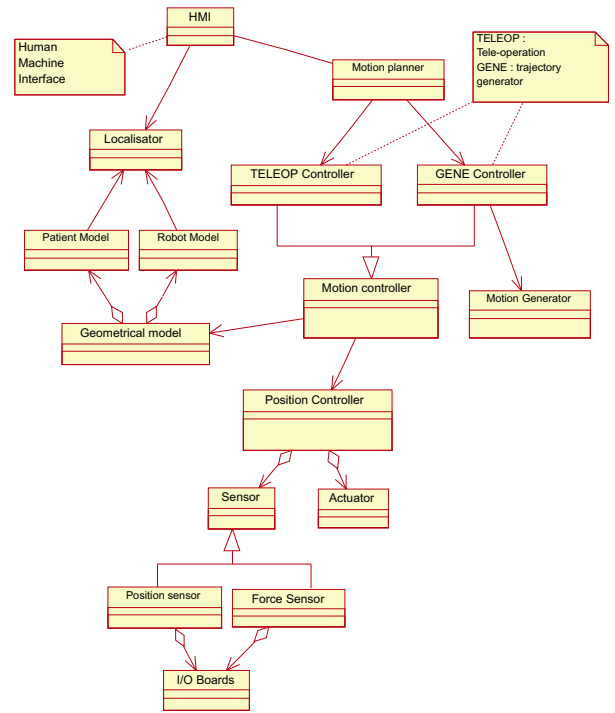 HMI
Human
Machine
Interface
TELEOP :
Tele-operation
GENE : trajectory
generator
Motion planner
Localisator
TELEOP Controller
GENE Controller
Patient Model
Robot Model
Motion controller
Motion Generator
Geometrical model
Position Controller
Sensor
Actuator
Position sensor
Force Sensor
I/O Boards